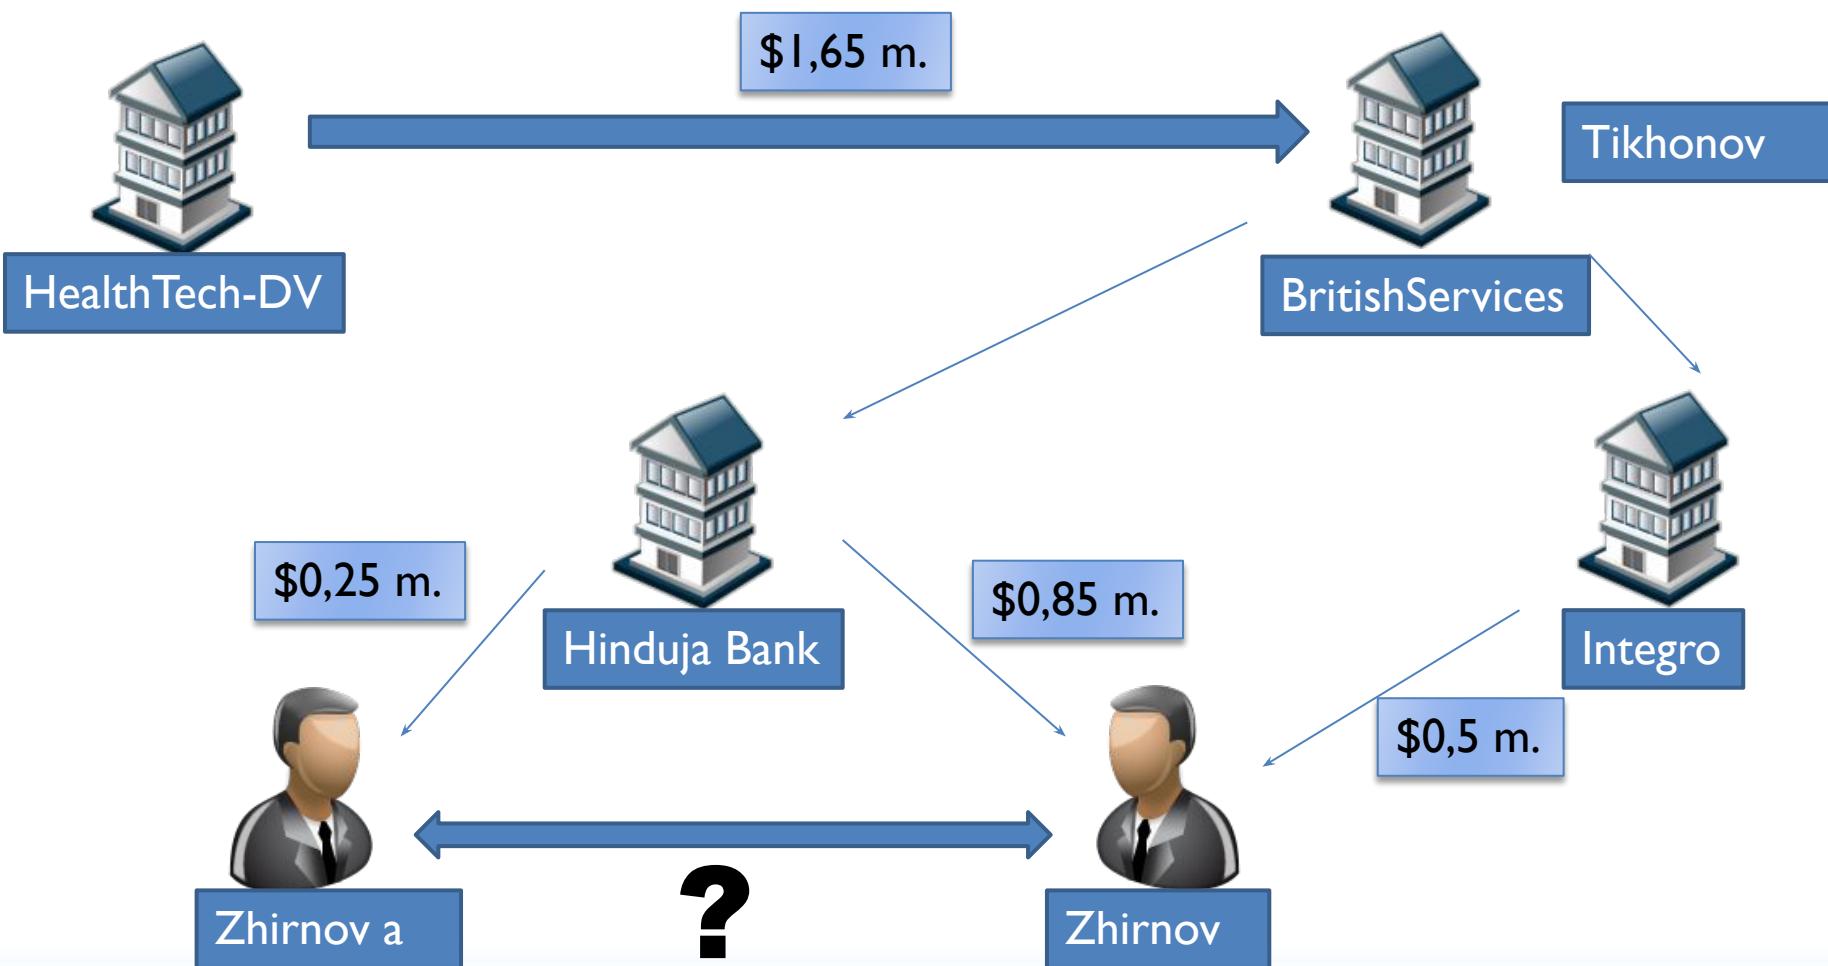 $1,65 m.
Tikhonov
HealthTech-DV
BritishServices
$0,25 m.
$0,85 m.
Hinduja Bank
Integro
$0,5 m.
Zhirnov a
?
Zhirnov